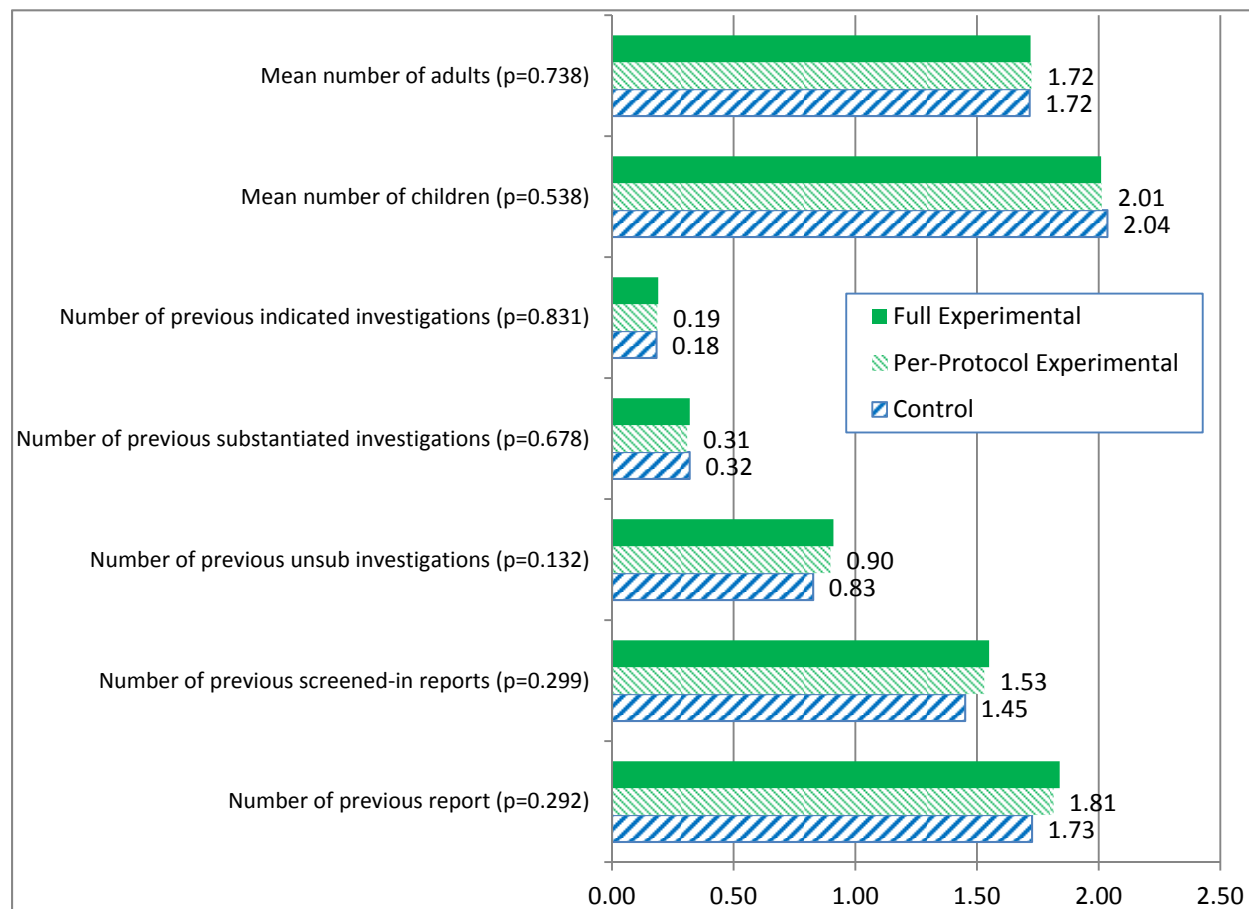 Mean number of adults (p=0.738)
1.72
1.72
Mean number of children (p=0.538)
2.01
2.04
Number of previous indicated investigations (p=0.831)
0.19
0.18
Full Experimental
Per-Protocol Experimental
Control
Number of previous substantiated investigations (p=0.678)
0.31
0.32
Number of previous unsub investigations (p=0.132)
0.90
0.83
Number of previous screened-in reports (p=0.299)
1.53
1.45
Number of previous report (p=0.292)
1.81
1.73
0.00 0.50 1.00 1.50 2.00 2.50